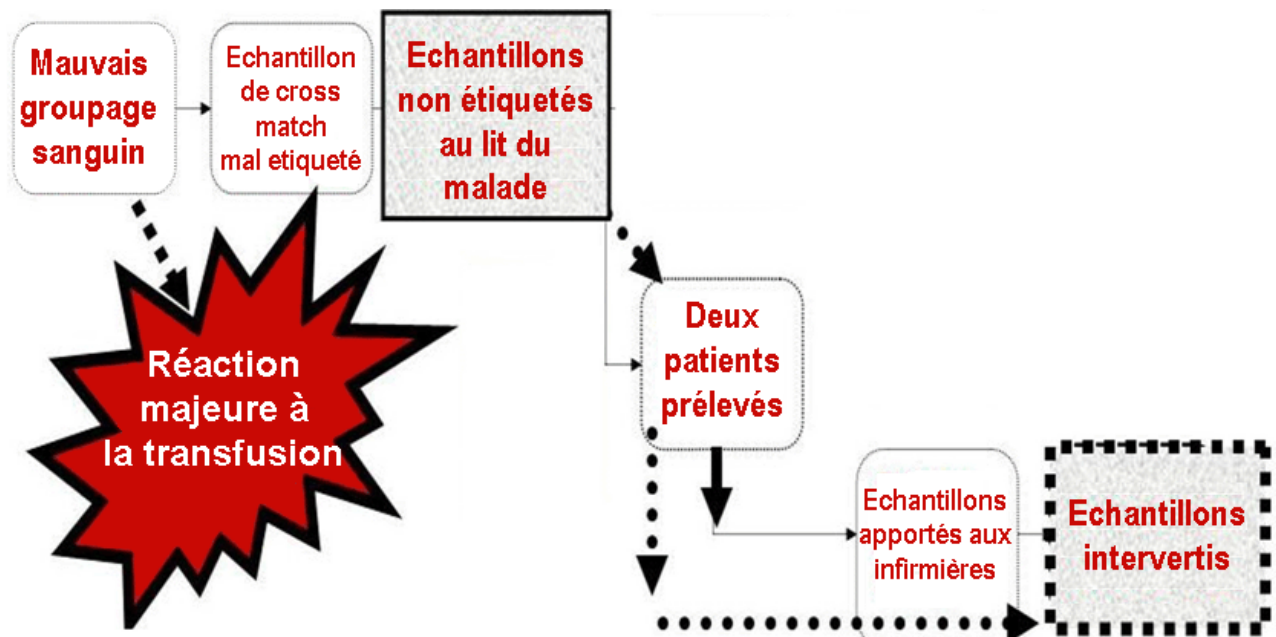 Mauvais
groupage
sanguin
Echantillon
de cross
match
mal etiqueté
Echantillons
non étiquetés
au lit du
malade
Réaction
majeure à
la transfusion
Deux
patients
prélevés
Echantillons
apportés aux
infirmières
Echantillons
intervertis